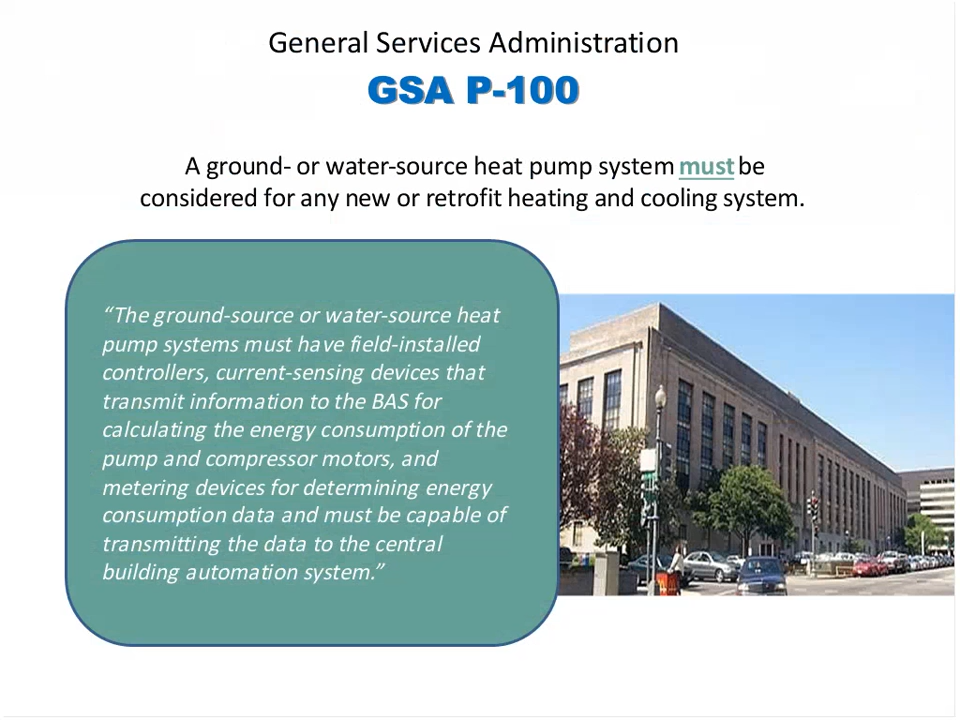 General Services Administration
GSA P-100
A ground- or water-source heat pump system must be
considered for any new or retrofit heating and cooling system.
“The ground-source or water-source heat
pump systems must have field-installed
controllers, current-sensing devices that
transmit information to the BAS for
calculating the energy consumption of the
pump and compressor motors, and
metering devices for determining energy
consumption data and must be capable of
transmitting the data to the central
building automation system.”